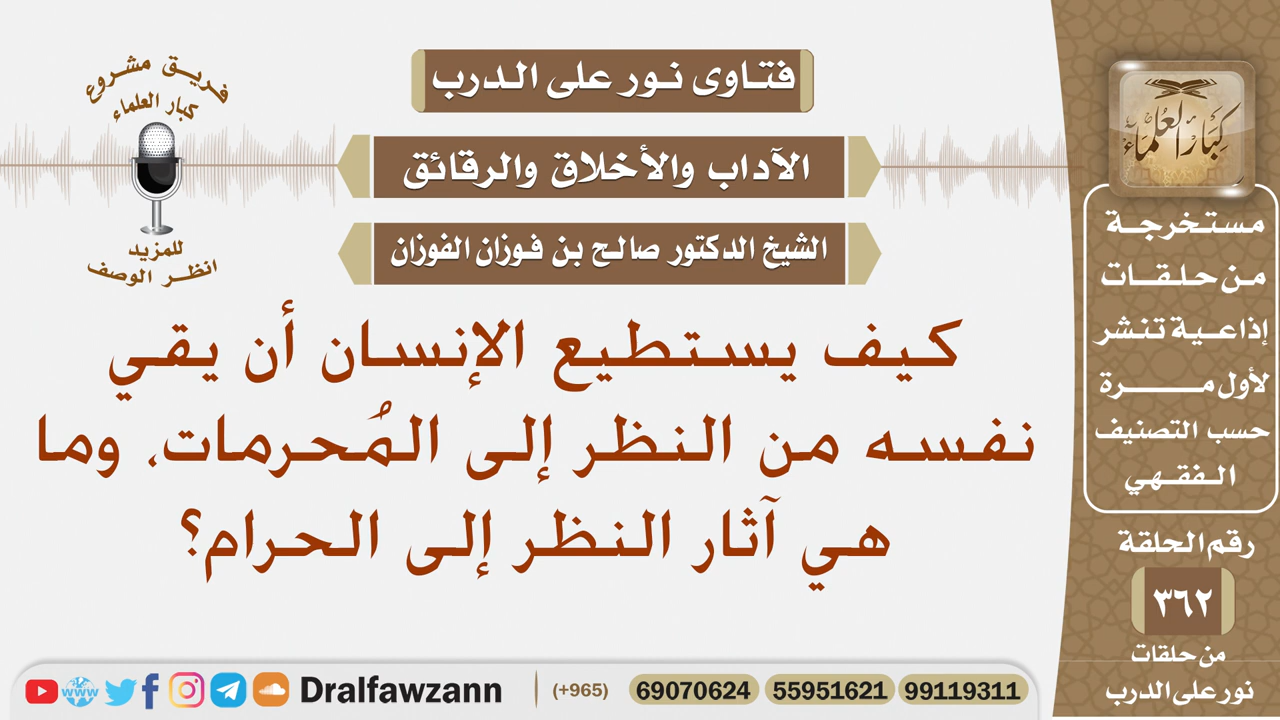 فتاوى نور على الدرب
الآداب والأخلاق والرقائق
الشيخ الدكتور صالح بن فوزان الفوزان
فريق مشروع
كبار العلماء
للمزيد
انظر الوصف
كيف يستطيع الإنسان أن يقي
نفسه من النظر إلى المُحرمات، وما
هي آثار النظر إلى الحرام؟
كبار العلماء
مستخرجة
من حلقات
إذاعية تنشر
لأول مرة
حسب التصنيف
الفقهي
رقم الحلقة
٣٦٢
من حلقات
نور على الدرب
www
Dralfawzann
(+965) 69070624 55951621 99119311